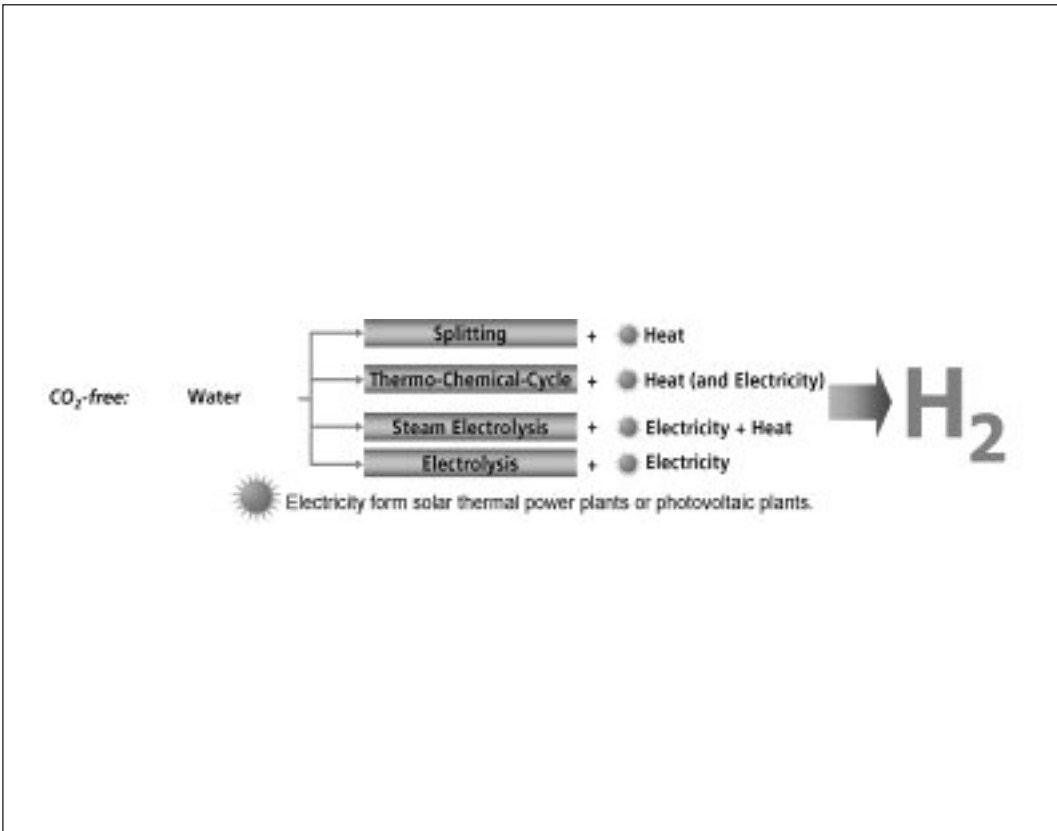 Splitting + Heat
Thermo-Chemical-Cycle + Heat (and Electricity)
CO₂-free: Water
H₂
Steam Electrolysis + Electricity + Heat
Electrolysis + Electricity
Electricity form solar thermal power plants or photovoltaic plants.